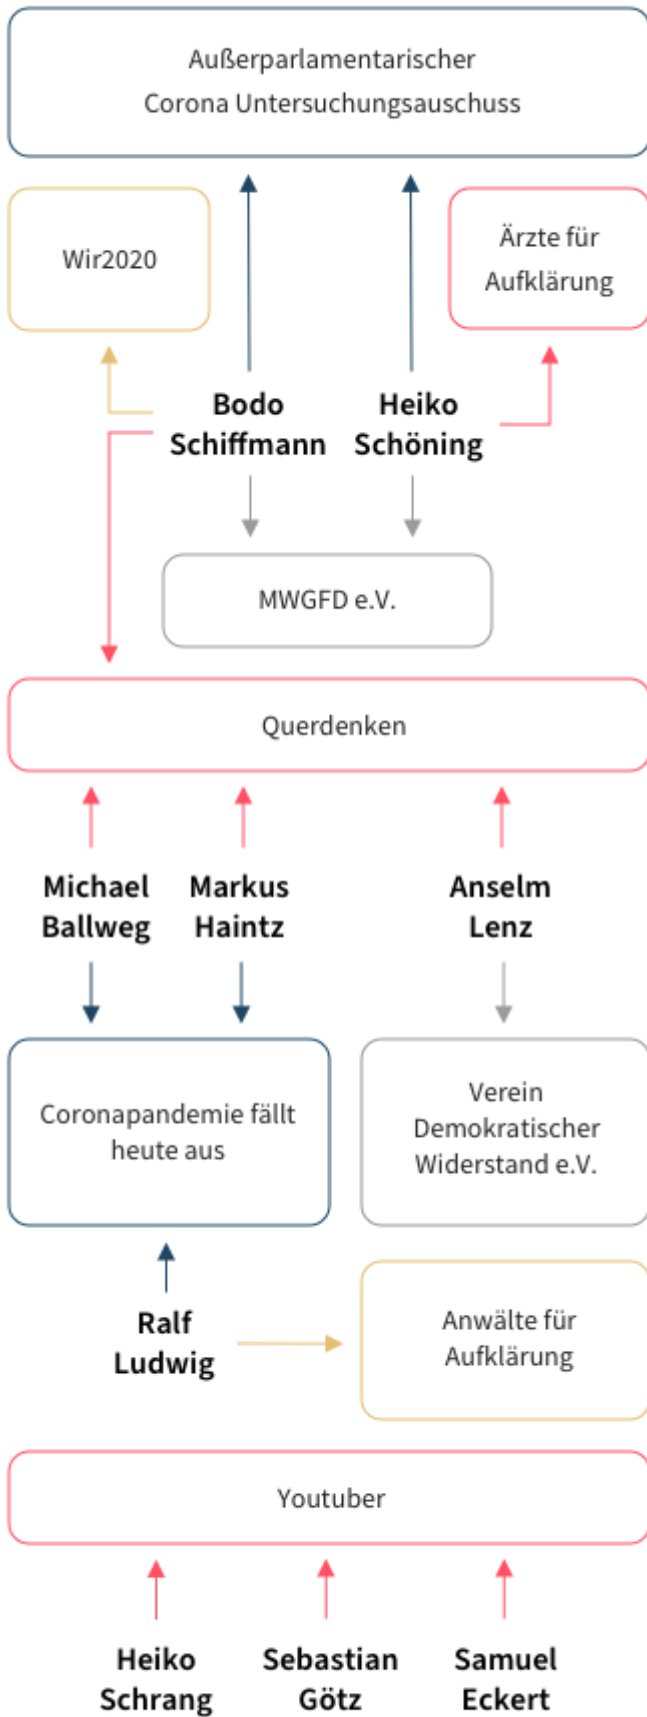 Außerparlamentarischer
Corona Untersuchungsauschuss
Wir2020
Ärzte für
Aufklärung
Bodo
Schiffmann
Heiko
Schöning
MWGFD e.V.
Querdenken
Michael
Ballweg
Markus
Haintz
Anselm
Lenz
Coronapandemie fällt
heute aus
Verein
Demokratischer
Widerstand e.V.
Ralf
Ludwig
Anwälte für
Aufklärung
Youtuber
Heiko
Schrang
Sebastian
Götz
Samuel
Eckert